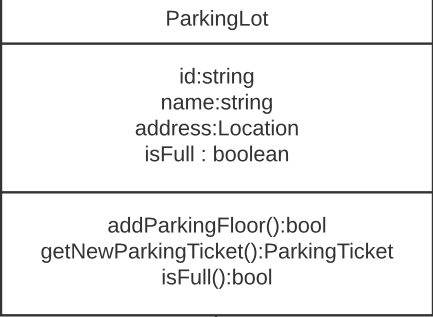 ParkingLot
id:string
name:string
address:Location
isFull : boolean
addParkingFloor():bool
getNewParkingTicket():ParkingTicket
isFull():bool